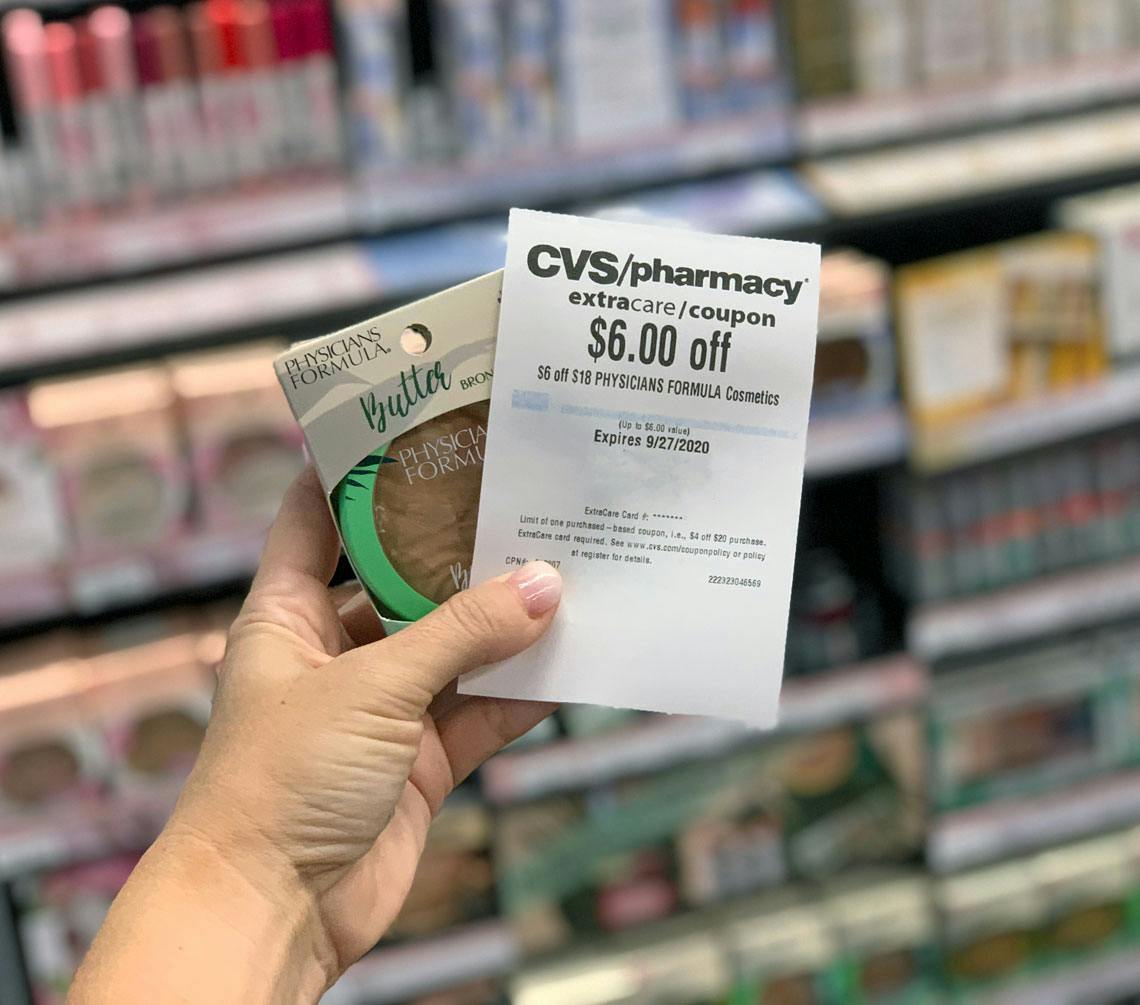 PHYSICIANS
FORMULA®
Butter
PHYSICIA
FORMU
CVS/pharmacy®
extracare/coupon
$6.00 off
$6 off $18 PHYSICIANS FORMULA Cosmetics
(Up to $6.00 value)
Expires 9/27/2020
ExtraCare Card #: *******
Limit of one purchased-based coupon, i.e., $4 off $20 purchase.
ExtraCare card required. See www.cvs.com/couponpolicy or policy
at register for details.
222323046569